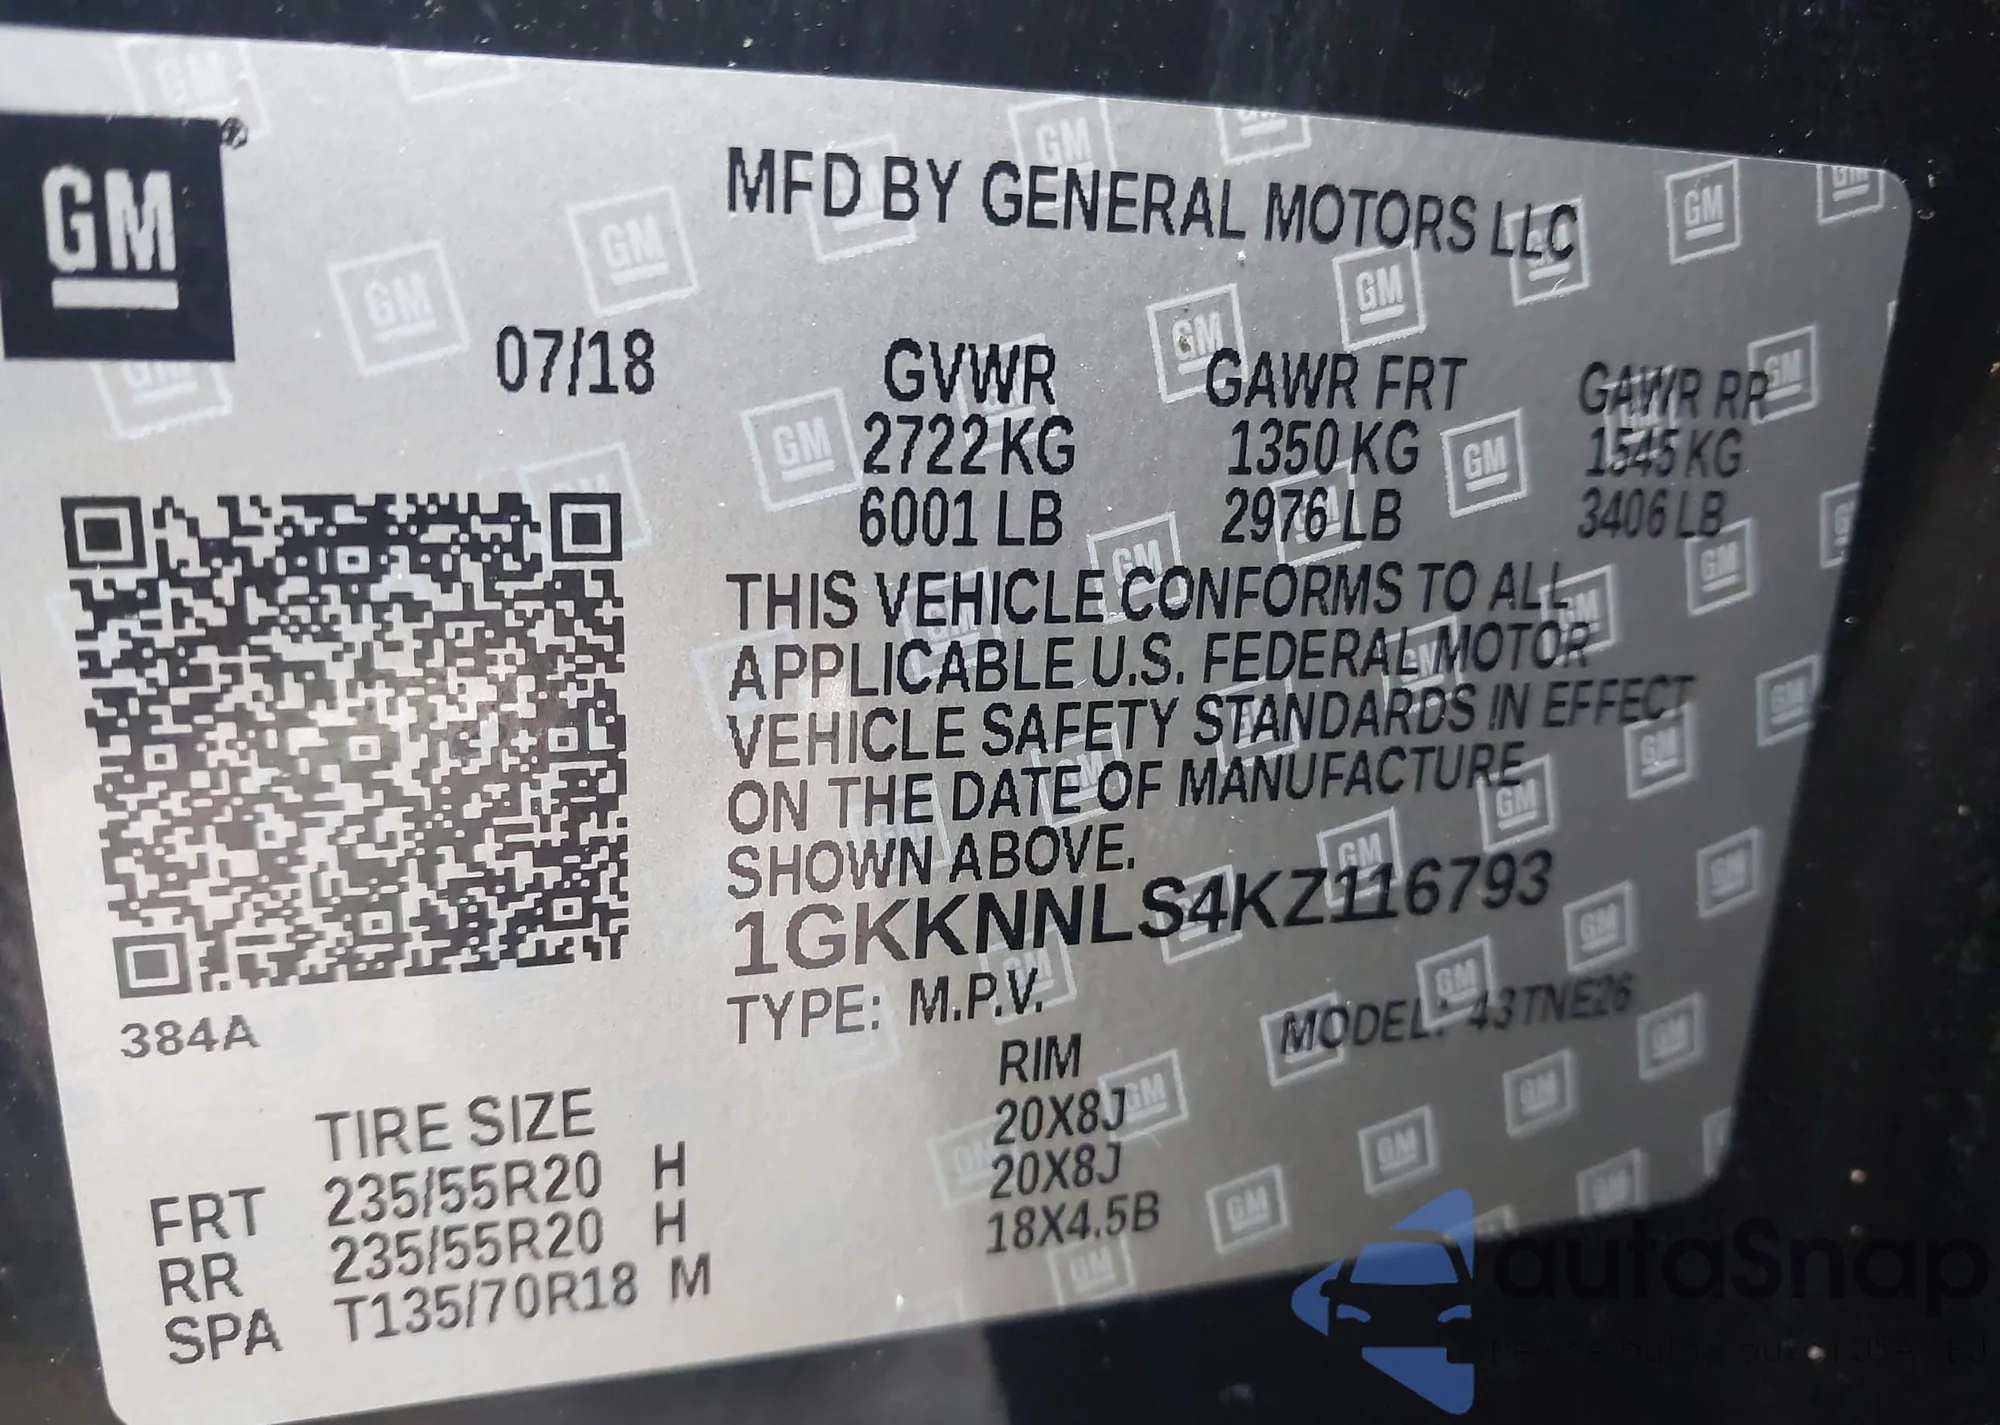 GM
MFD BY GENERAL MOTORS LLC
07/18
GVWR GAWR FRT GAWR RR
2722KG 1350 KG 1545 KG
6001 LB 2976 LB 3406 LB
THIS VEHICLE CONFORMS TO ALL
APPLICABLE U.S. FEDERAL MOTOR
VEHICLE SAFETY STANDARDS IN EFFECT
ON THE DATE OF MANUFACTURE
SHOWN ABOVE.
1GKKNNLS4KZ116793
TYPE: M.P.V. MODEL: 43TNE26
384A
TIRE SIZE RIM
FRT 235/55R20 H 20X8J
RR 235/55R20 H 20X8J
SPA T135/70R18 M 18X4.5B
autaSnap